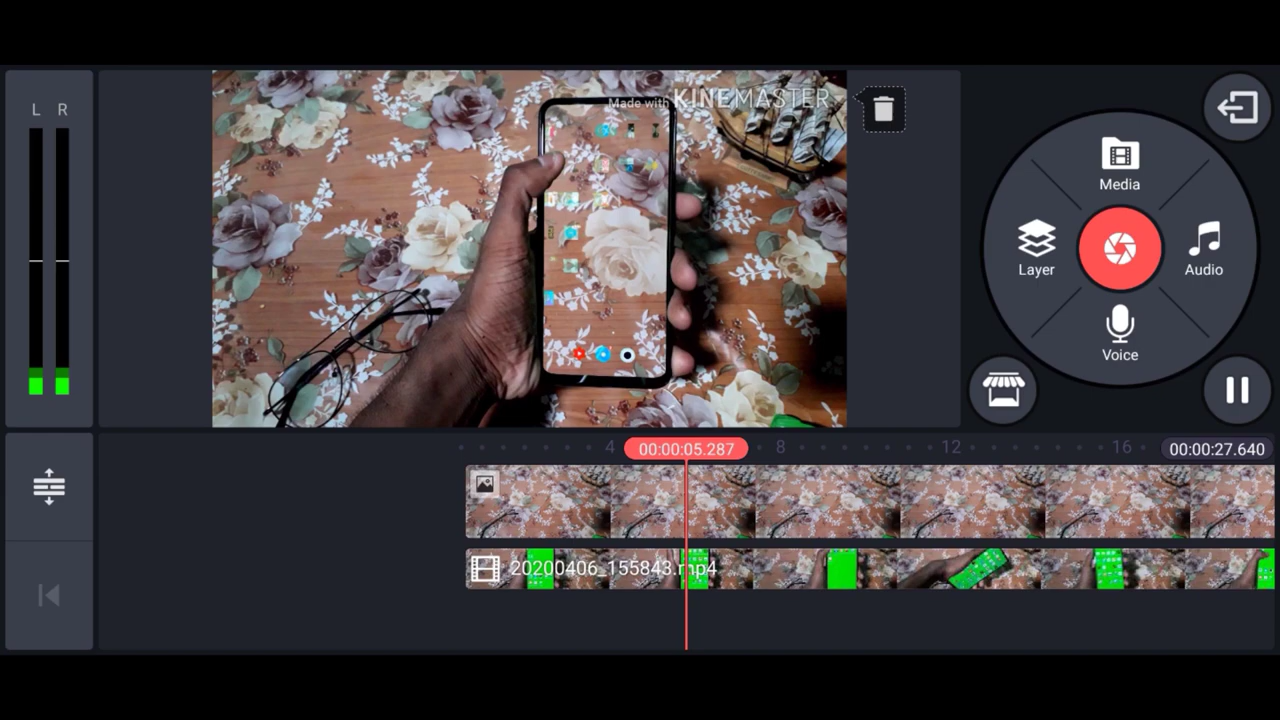 L R
Made with KINEMASTER
Media
Layer
Audio
Voice
4
00:00:05.287
8
12
16
00:00:27.640
20200406_155843.mp4